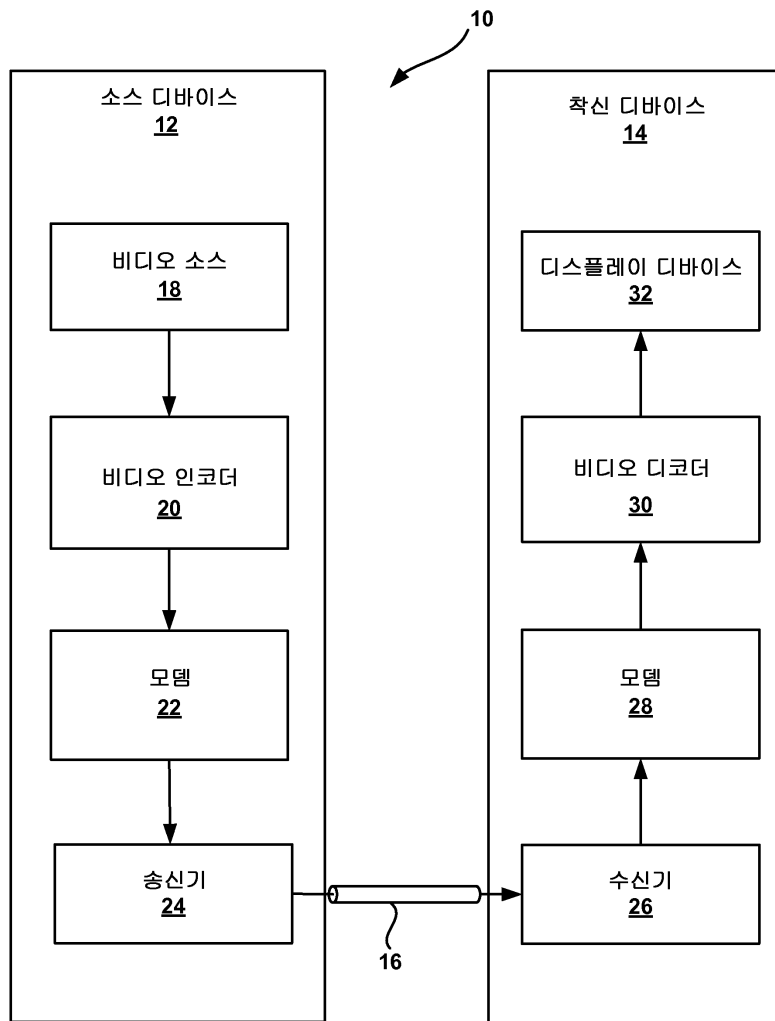 10
소스 디바이스
12
비디오 소스
18
비디오 인코더
20
모뎀
22
송신기
24
16
착신 디바이스
14
디스플레이 디바이스
32
비디오 디코더
30
모뎀
28
수신기
26